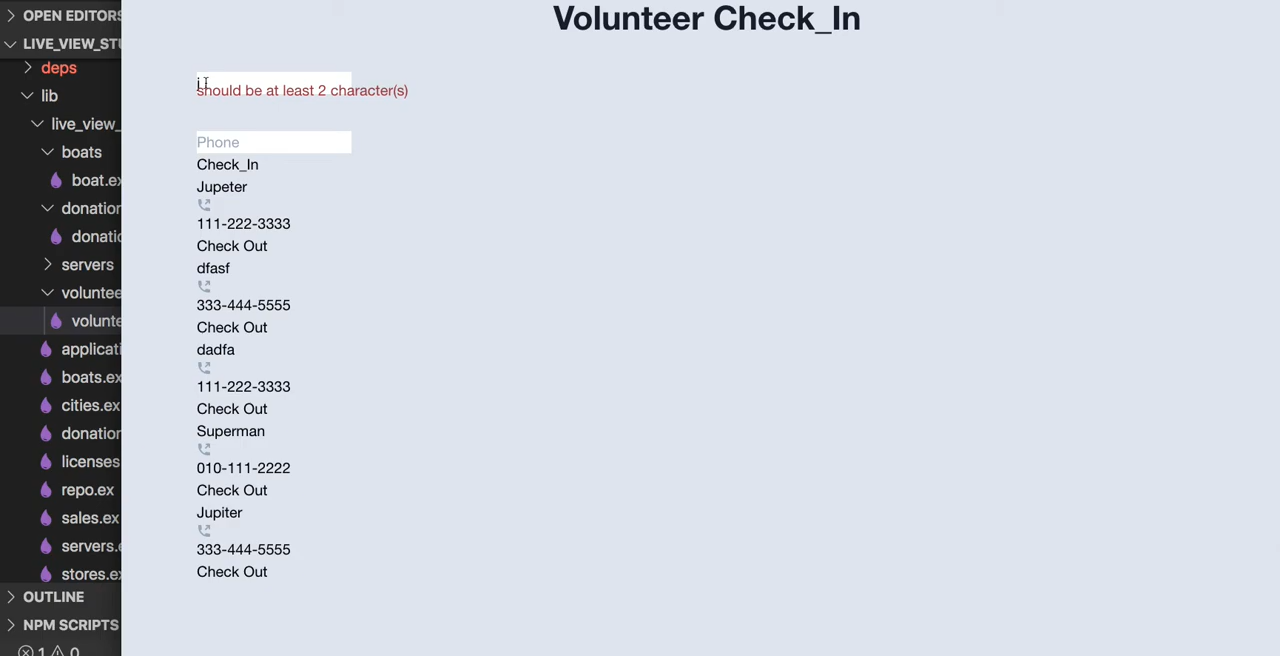 OPEN EDITORS
LIVE_VIEW_STU
deps
lib
live_view_
boats
boat.ex
donation
donatio
servers
voluntee
volunte
applicati
boats.ex
cities.ex
donation
licenses
repo.ex
sales.ex
servers.e
stores.ex
OUTLINE
NPM SCRIPTS
1 0
Volunteer Check_In
should be at least 2 character(s)
Phone
Check_In
Jupeter
111-222-3333
Check Out
dfasf
333-444-5555
Check Out
dadfa
111-222-3333
Check Out
Superman
010-111-2222
Check Out
Jupiter
333-444-5555
Check Out